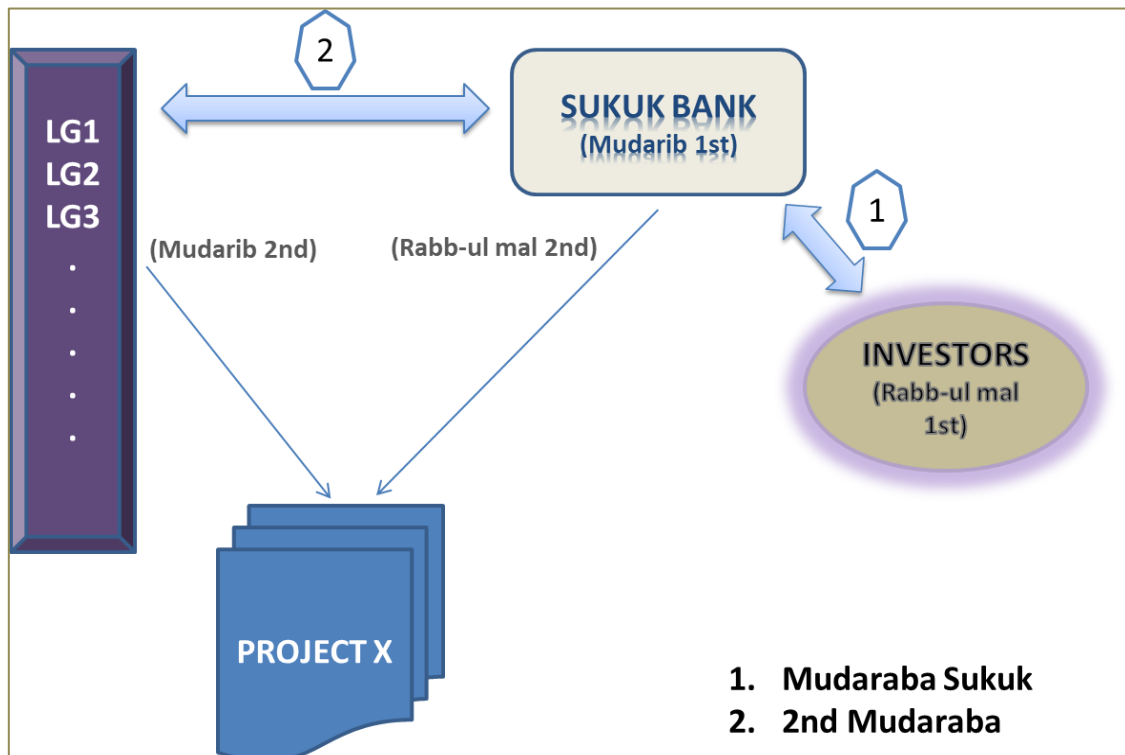 2
LG1
LG2
LG3
.
.
.
.
.
SUKUK BANK
(Mudarib 1st)
1
(Mudarib 2nd)
(Rabb-ul mal 2nd)
INVESTORS
(Rabb-ul mal
1st)
PROJECT X
1. Mudaraba Sukuk
2. 2nd Mudaraba